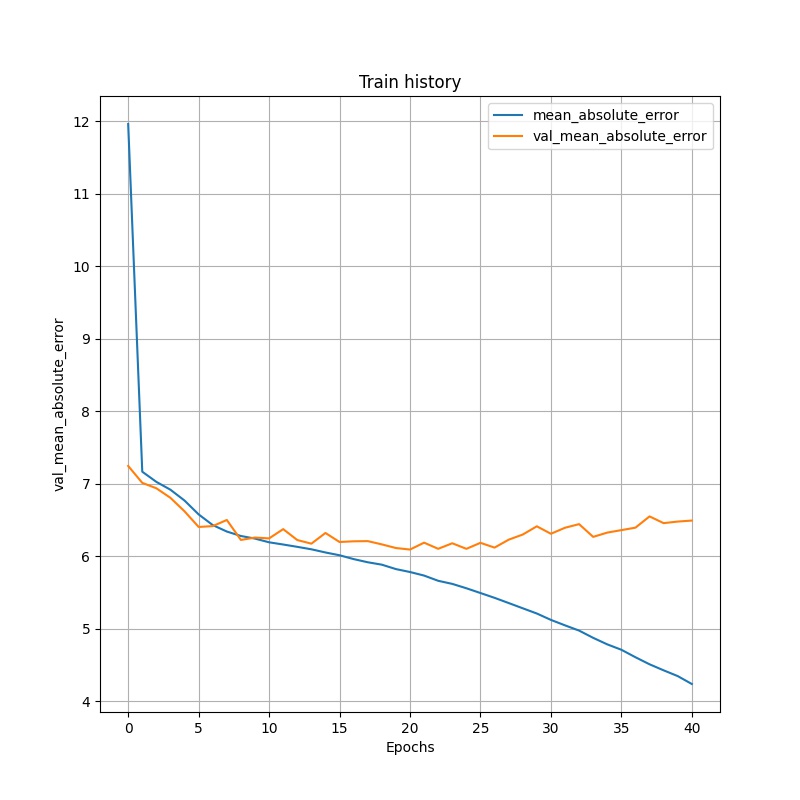 Train history
mean_absolute_error
val_mean_absolute_error
val_mean_absolute_error
12
11
10
9
8
7
6
5
4
0 5 10 15 20 25 30 35 40
Epochs